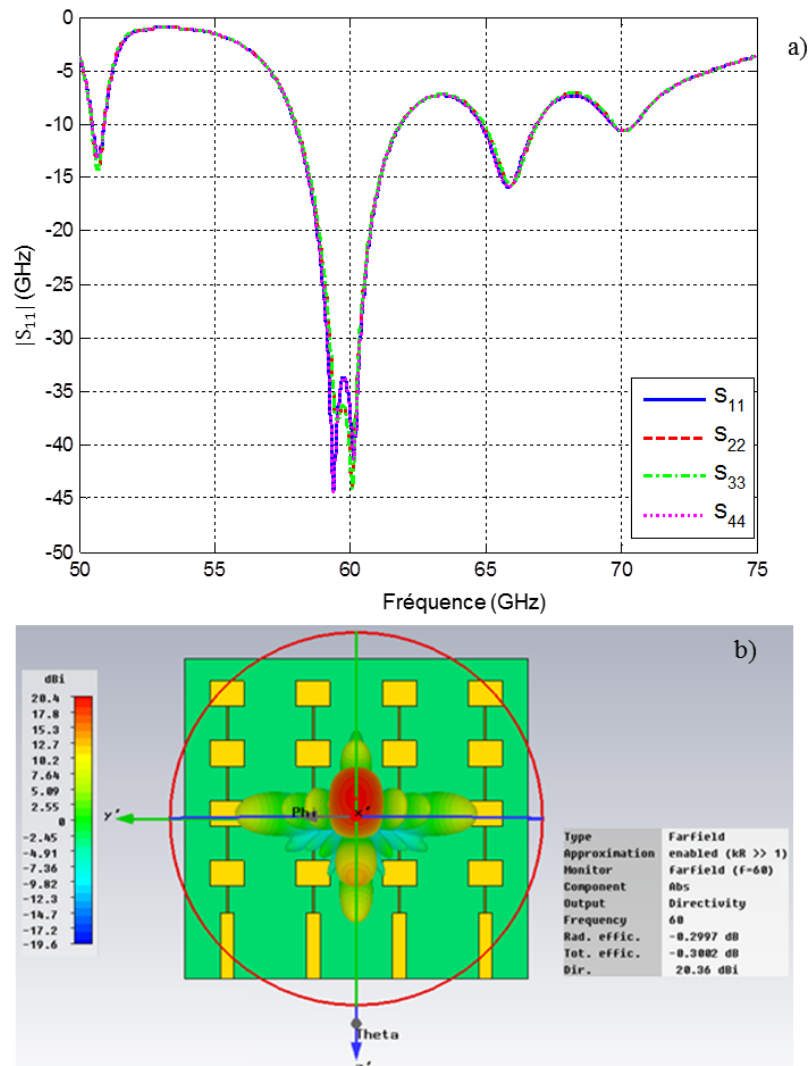 a)
0
-5
-10
-15
-20
-25
-30
-35
-40
-45
-50
|S11| (GHz)
S11
S22
S33
S44
50
55
60
65
70
75
Fréquence (GHz)
b)
dBi
20.4
17.8
15.3
12.7
10.2
7.64
5.09
2.55
0
-2.45
-4.91
-7.36
-9.82
-12.3
-14.7
-17.2
-19.6
y'
Phi
x'
Theta
Type Farfield
Approximation enabled (kR >> 1)
Monitor Farfield (f=60)
Component Abs
Output Directivity
Frequency 60
Rad. effic. -0.2997 dB
Tot. effic. -0.3002 dB
Dir. 20.36 dBi